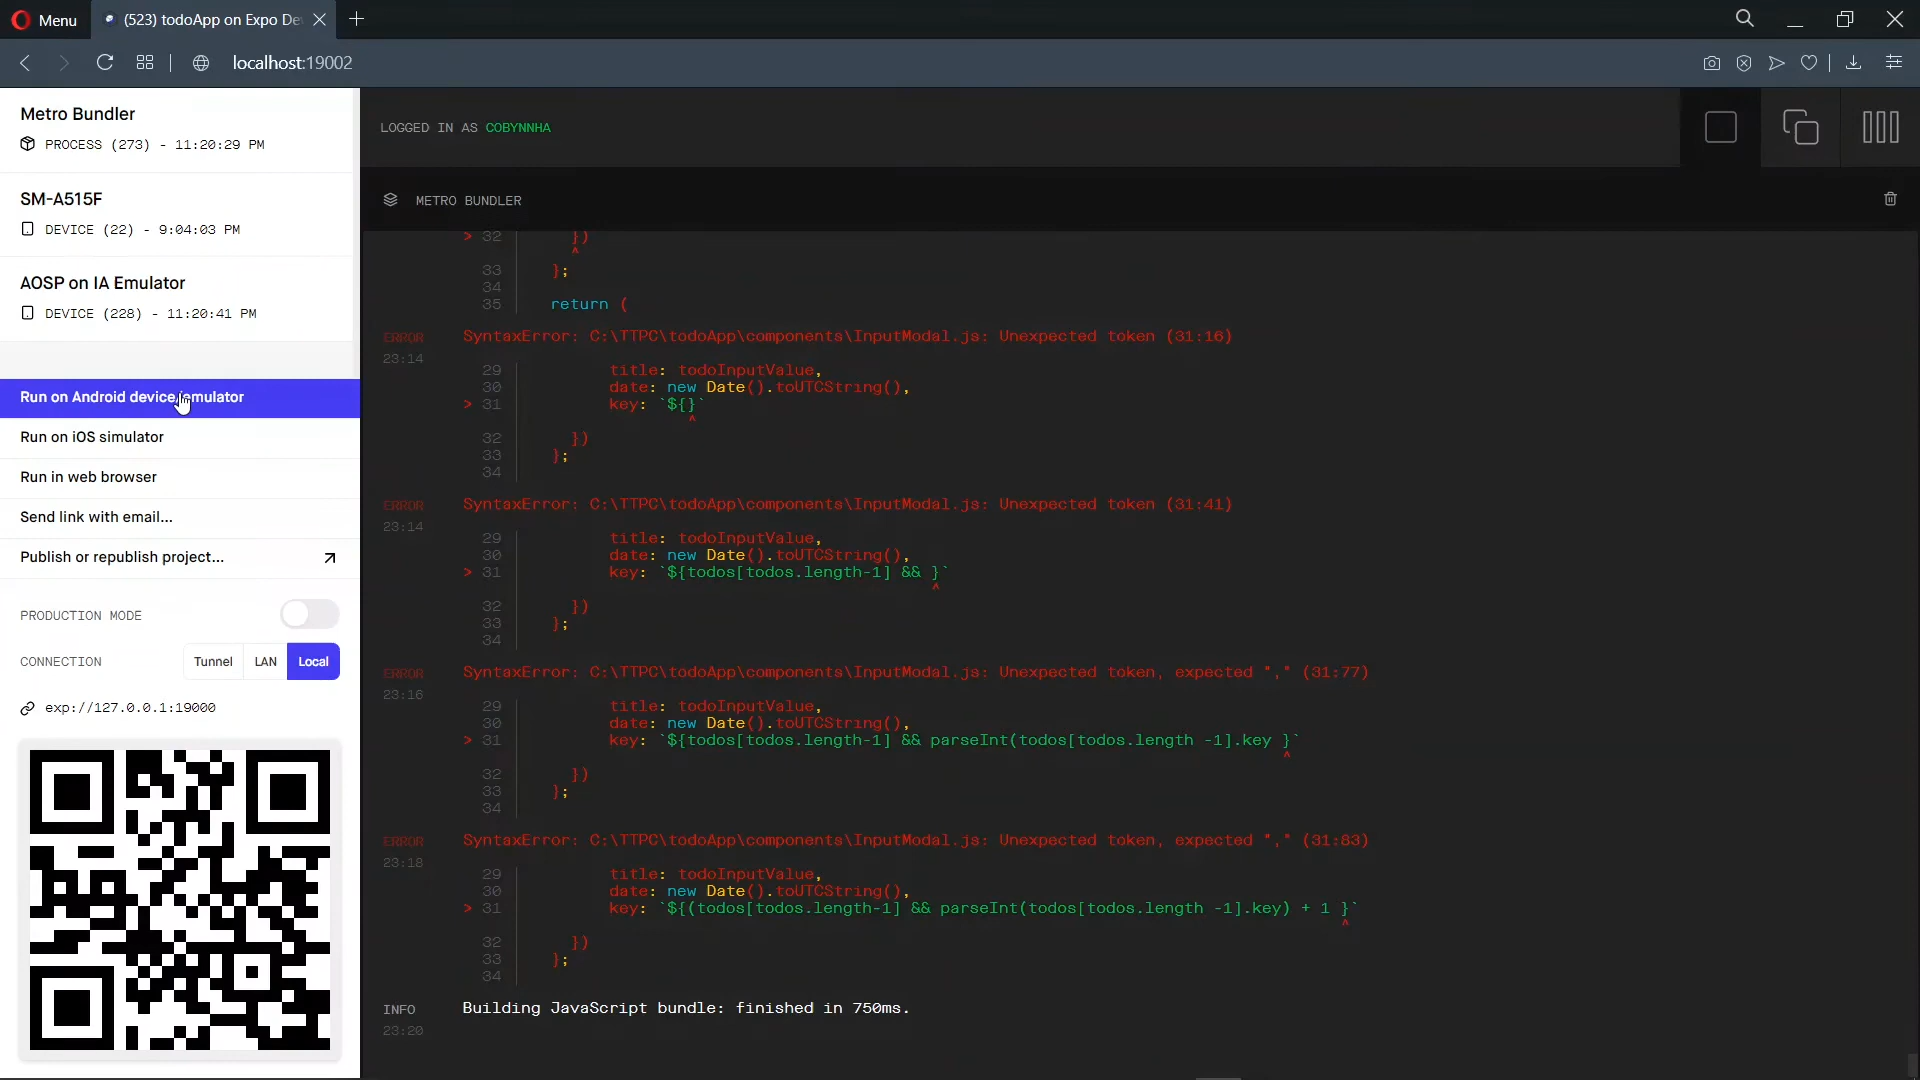 Menu
(523) todoApp on Expo De
localhost:19002
Metro Bundler
PROCESS (273) - 11:20:29 PM
SM-A515F
DEVICE (22) - 9:04:03 PM
AOSP on IA Emulator
DEVICE (228) - 11:20:41 PM
Run on Android device/emulator
Run on iOS simulator
Run in web browser
Send link with email...
Publish or republish project...
PRODUCTION MODE
CONNECTION Tunnel LAN Local
exp://127.0.0.1:19000
LOGGED IN AS COBYNNHA
METRO BUNDLER
> 32 })
^
33 };
34
35 return (
ERROR SyntaxError: C:\TTPC\todoApp\components\InputModal.js: Unexpected token (31:16)
23:14
29 title: todoInputValue,
30 date: new Date().toUTCString(),
> 31 key: `${}`
^
32 })
33 };
34
ERROR SyntaxError: C:\TTPC\todoApp\components\InputModal.js: Unexpected token (31:41)
23:14
29 title: todoInputValue,
30 date: new Date().toUTCString(),
> 31 key: `${todos[todos.length-1] && }`
^
32 })
33 };
34
ERROR SyntaxError: C:\TTPC\todoApp\components\InputModal.js: Unexpected token, expected "," (31:77)
23:16
29 title: todoInputValue,
30 date: new Date().toUTCString(),
> 31 key: `${todos[todos.length-1] && parseInt(todos[todos.length -1].key }`
^
32 })
33 };
34
ERROR SyntaxError: C:\TTPC\todoApp\components\InputModal.js: Unexpected token, expected "," (31:83)
23:18
29 title: todoInputValue,
30 date: new Date().toUTCString(),
> 31 key: `${(todos[todos.length-1] && parseInt(todos[todos.length -1].key) + 1 }`
^
32 })
33 };
34
INFO Building JavaScript bundle: finished in 750ms.
23:20